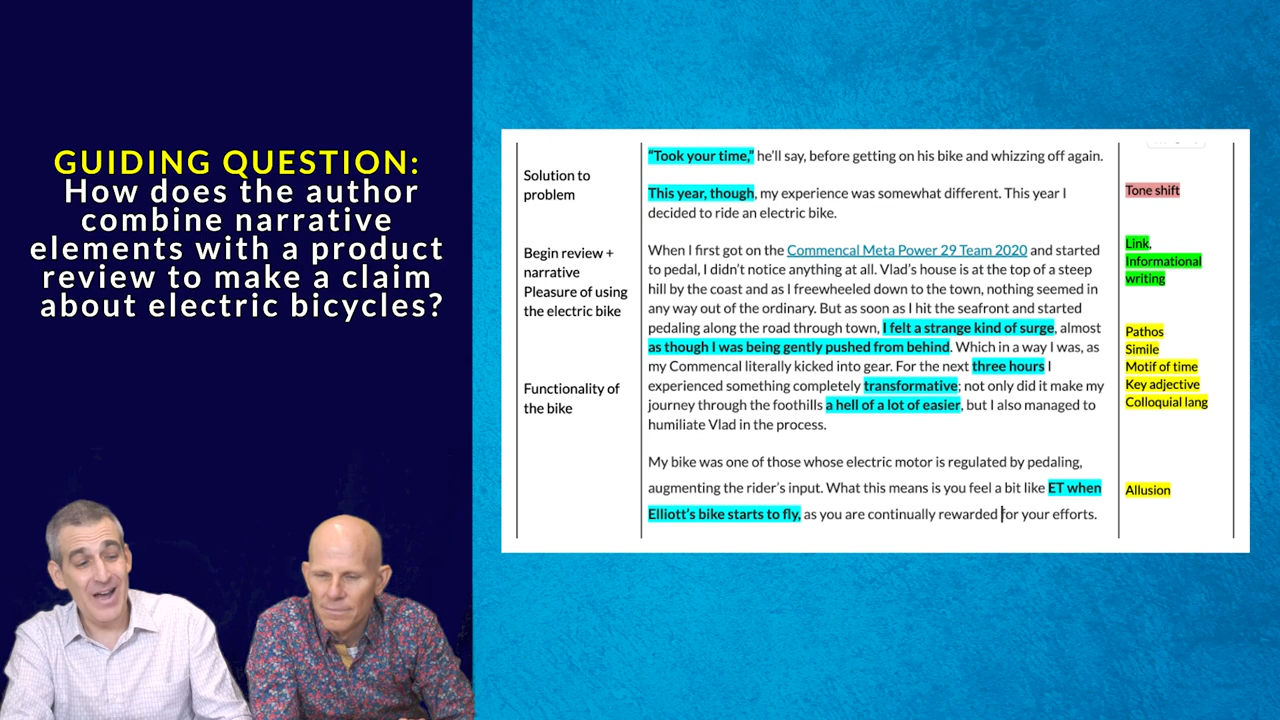 GUIDING QUESTION:
How does the author
combine narrative
elements with a product
review to make a claim
about electric bicycles?
Solution to
problem
Begin review +
narrative
Pleasure of using
the electric bike
Functionality of
the bike
“Took your time,” he’ll say, before getting on his bike and whizzing off again.
This year, though, my experience was somewhat different. This year I
decided to ride an electric bike.
When I first got on the Commencal Meta Power 29 Team 2020 and started
to pedal, I didn’t notice anything at all. Vlad’s house is at the top of a steep
hill by the coast and as I freewheeled down to the town, nothing seemed in
any way out of the ordinary. But as soon as I hit the seafront and started
pedaling along the road through town, I felt a strange kind of surge, almost
as though I was being gently pushed from behind. Which in a way I was, as
my Commencal literally kicked into gear. For the next three hours I
experienced something completely transformative; not only did it make my
journey through the foothills a hell of a lot of easier, but I also managed to
humiliate Vlad in the process.
My bike was one of those whose electric motor is regulated by pedaling,
augmenting the rider’s input. What this means is you feel a bit like ET when
Elliott’s bike starts to fly, as you are continually rewarded for your efforts.
Tone shift
Link,
Informational
writing
Pathos
Simile
Motif of time
Key adjective
Colloquial lang
Allusion